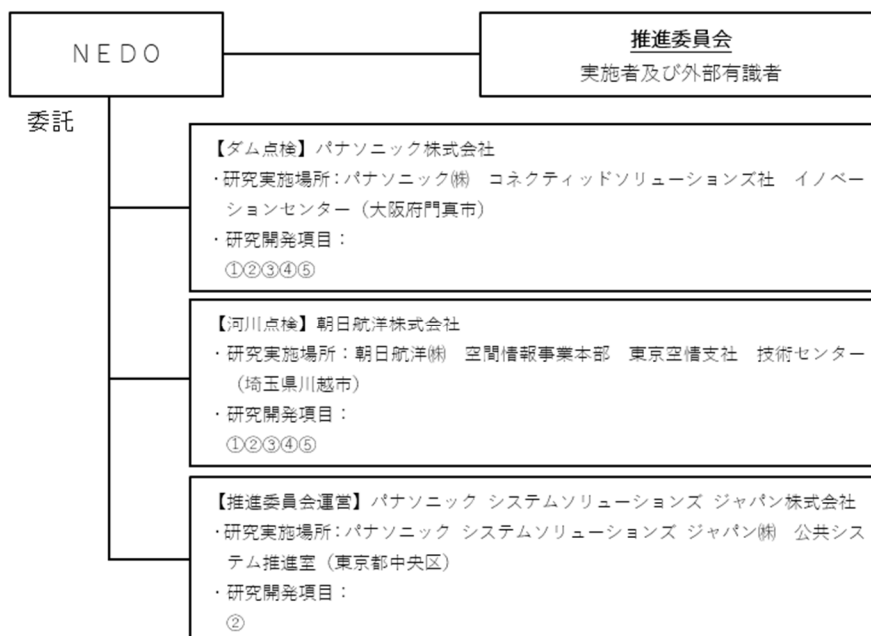 NEDO
推進委員会
実施者及び外部有識者
委託
【ダム点検】パナソニック株式会社
・研究実施場所：パナソニック㈱　コネクティッドソリューションズ社　イノベー
ションセンター（大阪府門真市）
・研究開発項目：
①②③④⑤
【河川点検】朝日航洋株式会社
・研究実施場所：朝日航洋㈱　空間情報事業本部　東京空情支社　技術センター
（埼玉県川越市）
・研究開発項目：
①②③④⑤
【推進委員会運営】パナソニック システムソリューションズ ジャパン株式会社
・研究実施場所：パナソニック システムソリューションズ ジャパン㈱　公共シス
テム推進室（東京都中央区）
・研究開発項目：
②